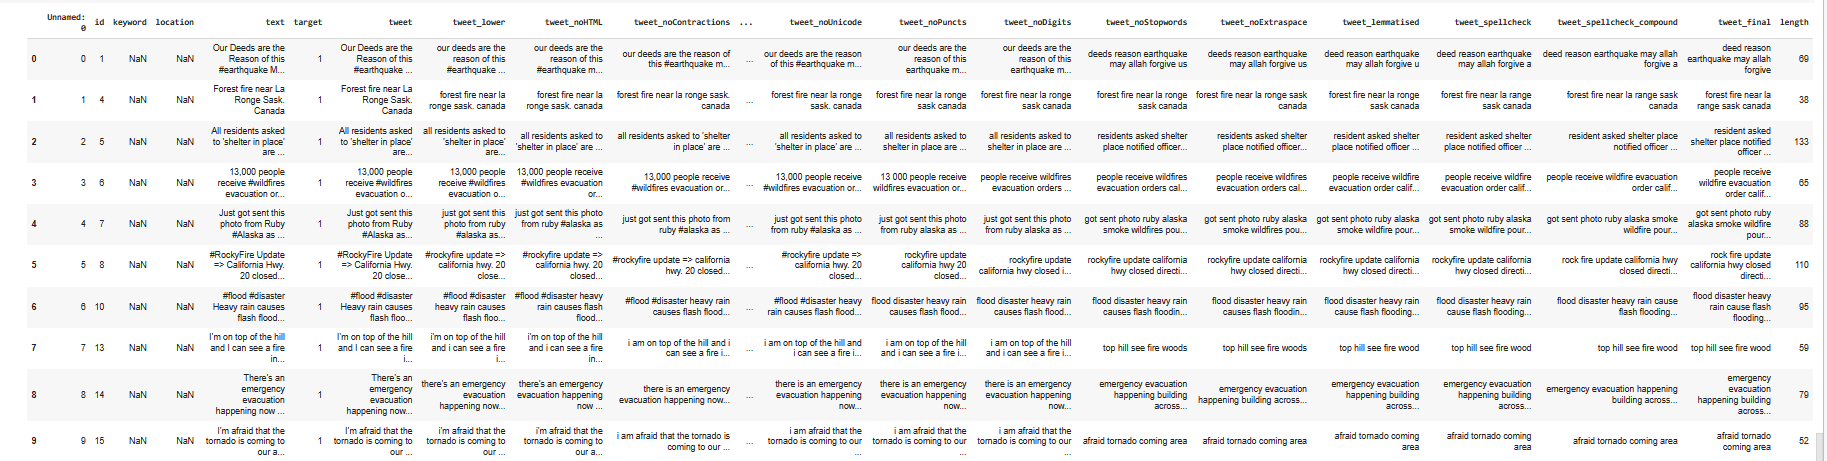 Unnamed: 0 id keyword location text target tweet tweet_lower tweet_noHTML tweet_noContractions ... tweet_noUnicode tweet_noPuncts tweet_noDigits tweet_noStopwords tweet_noExtraspace tweet_lemmatised tweet_spellcheck tweet_spellcheck_compound tweet_final length
0 0 1 NaN NaN Our Deeds are the Reason of this #earthquake M... 1 Our Deeds are the Reason of this #earthquake ... our deeds are the reason of this #earthquake ... our deeds are the reason of this #earthquake m... our deeds are the reason of this #earthquake m... ... our deeds are the reason of this #earthquake m... our deeds are the reason of this earthquake m... our deeds are the reason of this earthquake m... deeds reason earthquake may allah forgive us deeds reason earthquake may allah forgive us deed reason earthquake may allah forgive u deed reason earthquake may allah forgive a deed reason earthquake may allah forgive a deed reason earthquake may allah forgive 69
1 1 4 NaN NaN Forest fire near La Ronge Sask. Canada 1 Forest fire near La Ronge Sask. Canada forest fire near la ronge sask. canada forest fire near la ronge sask. canada forest fire near la ronge sask. canada ... forest fire near la ronge sask. canada forest fire near la ronge sask canada forest fire near la ronge sask canada forest fire near la ronge sask canada forest fire near la ronge sask canada forest fire near la ronge sask canada forest fire near la range sask canada forest fire near la range sask canada forest fire near la range sask canada 38
2 2 5 NaN NaN All residents asked to 'shelter in place' are ... 1 All residents asked to 'shelter in place' are... all residents asked to 'shelter in place' are... all residents asked to 'shelter in place' are ... all residents asked to 'shelter in place' are ... ... all residents asked to 'shelter in place' are ... all residents asked to shelter in place are ... all residents asked to shelter in place are ... residents asked shelter place notified officer... residents asked shelter place notified officer... resident asked shelter place notified officer... resident asked shelter place notified officer... resident asked shelter place notified officer ... resident asked shelter place notified officer ... 133
3 3 6 NaN NaN 13,000 people receive #wildfires evacuation o... 1 13,000 people receive #wildfires evacuation o... 13,000 people receive #wildfires evacuation o... 13,000 people receive #wildfires evacuation or... 13,000 people receive #wildfires evacuation or... ... 13,000 people receive #wildfires evacuation or... 13 000 people receive wildfires evacuation or... people receive wildfires evacuation orders ... people receive wildfires evacuation orders cal... people receive wildfires evacuation orders cal... people receive wildfire evacuation order calif... people receive wildfire evacuation order calif... people receive wildfire evacuation order calif... people receive wildfire evacuation order calif... 65
4 4 7 NaN NaN Just got sent this photo from Ruby #Alaska as ... 1 Just got sent this photo from Ruby #Alaska as... just got sent this photo from ruby #alaska as... just got sent this photo from ruby #alaska as ... just got sent this photo from ruby #alaska as ... ... just got sent this photo from ruby #alaska as ... just got sent this photo from ruby alaska as ... just got sent this photo from ruby alaska as ... got sent photo ruby alaska smoke wildfires pou... got sent photo ruby alaska smoke wildfires pou... got sent photo ruby alaska smoke wildfire pour... got sent photo ruby alaska smoke wildfire pour... got sent photo ruby alaska smoke wildfire pour... got sent photo ruby alaska smoke wildfire pour... 88
5 5 8 NaN NaN #RockyFire Update => California Hwy. 20 closed... 1 #RockyFire Update => California Hwy. 20 close... #rockyfire update => california hwy. 20 close... #rockyfire update => california hwy. 20 closed... #rockyfire update => california hwy. 20 closed... ... #rockyfire update => california hwy. 20 closed... rockyfire update california hwy 20 closed... rockyfire update california hwy closed i... rockyfire update california hwy closed directi... rockyfire update california hwy closed directi... rockyfire update california hwy closed directi... rockyfire update california hwy closed directi... rock fire update california hwy closed directi... rock fire update california hwy closed directi... 110
6 6 10 NaN NaN #flood #disaster Heavy rain causes flash flood... 1 #flood #disaster Heavy rain causes flash floo... #flood #disaster heavy rain causes flash floo... #flood #disaster heavy rain causes flash flood... #flood #disaster heavy rain causes flash flood... ... #flood #disaster heavy rain causes flash flood... flood disaster heavy rain causes flash flood... flood disaster heavy rain causes flash flood... flood disaster heavy rain causes flash floodin... flood disaster heavy rain causes flash floodin... flood disaster heavy rain cause flash flooding... flood disaster heavy rain cause flash flooding... flood disaster heavy rain cause flash flooding... flood disaster heavy rain cause flash flooding... 95
7 7 13 NaN NaN I'm on top of the hill and I can see a fire in... 1 I'm on top of the hill and I can see a fire i... i'm on top of the hill and i can see a fire i... i'm on top of the hill and i can see a fire in... i am on top of the hill and i can see a fire i... ... i am on top of the hill and i can see a fire i... i am on top of the hill and i can see a fire i... i am on top of the hill and i can see a fire i... top hill see fire woods top hill see fire woods top hill see fire wood top hill see fire wood top hill see fire wood top hill see fire wood 59
8 8 14 NaN NaN There's an emergency evacuation happening now ... 1 There's an emergency evacuation happening now... there's an emergency evacuation happening now... there's an emergency evacuation happening now ... there is an emergency evacuation happening now... ... there is an emergency evacuation happening now... there is an emergency evacuation happening now... there is an emergency evacuation happening now... emergency evacuation happening building across... emergency evacuation happening building across... emergency evacuation happening building across... emergency evacuation happening building across... emergency evacuation happening building across... emergency evacuation happening building across... 79
9 9 15 NaN NaN I'm afraid that the tornado is coming to our a... 1 I'm afraid that the tornado is coming to our ... i'm afraid that the tornado is coming to our ... i'm afraid that the tornado is coming to our a... i am afraid that the tornado is coming to our ... ... i am afraid that the tornado is coming to our ... i am afraid that the tornado is coming to our ... i am afraid that the tornado is coming to our ... afraid tornado coming area afraid tornado coming area afraid tornado coming area afraid tornado coming area afraid tornado coming area afraid tornado coming area 52